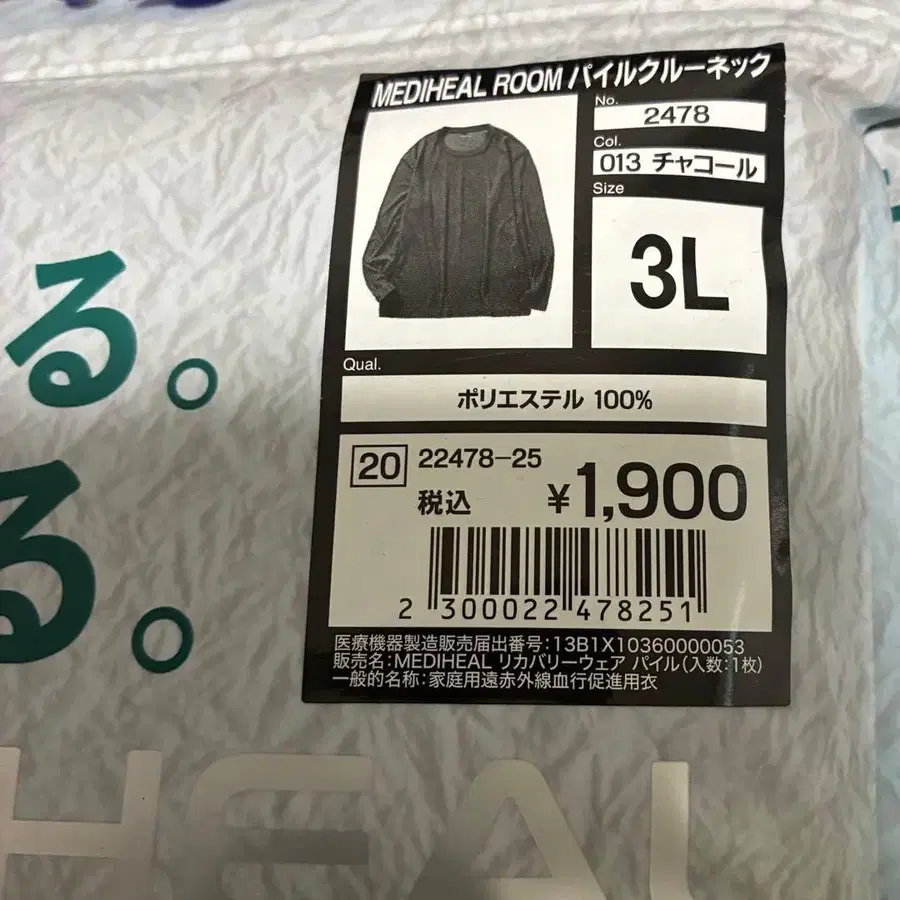 MEDIHEAL ROOM パイルクルーネック
No.
2478
Col.
013 チャコール
Size
3L
Qual.
ポリエステル 100%
20 22478-25
税込 ¥1,900
2 300022 478251
医療機器製造販売届出番号:13B1X10360000053
販売名:MEDIHEAL リカバリーウェア パイル(入数:1枚)
一般的名称:家庭用遠赤外線血行促進用衣
る。
る。
HEAL